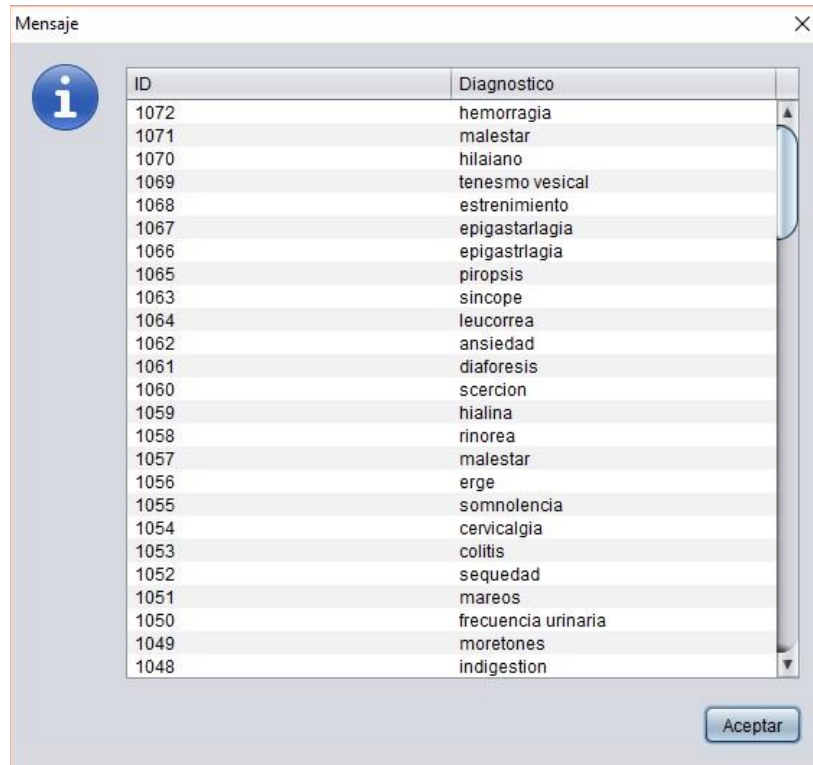 Mensaje
ID Diagnostico
1072 hemorragia
1071 malestar
1070 hilaiano
1069 tenesmo vesical
1068 estrenimiento
1067 epigastarlagia
1066 epigastrlagia
1065 piropsis
1063 sincope
1064 leucorrea
1062 ansiedad
1061 diaforesis
1060 scercion
1059 hialina
1058 rinorea
1057 malestar
1056 erge
1055 somnolencia
1054 cervicalgia
1053 colitis
1052 sequedad
1051 mareos
1050 frecuencia urinaria
1049 moretones
1048 indigestion
Aceptar